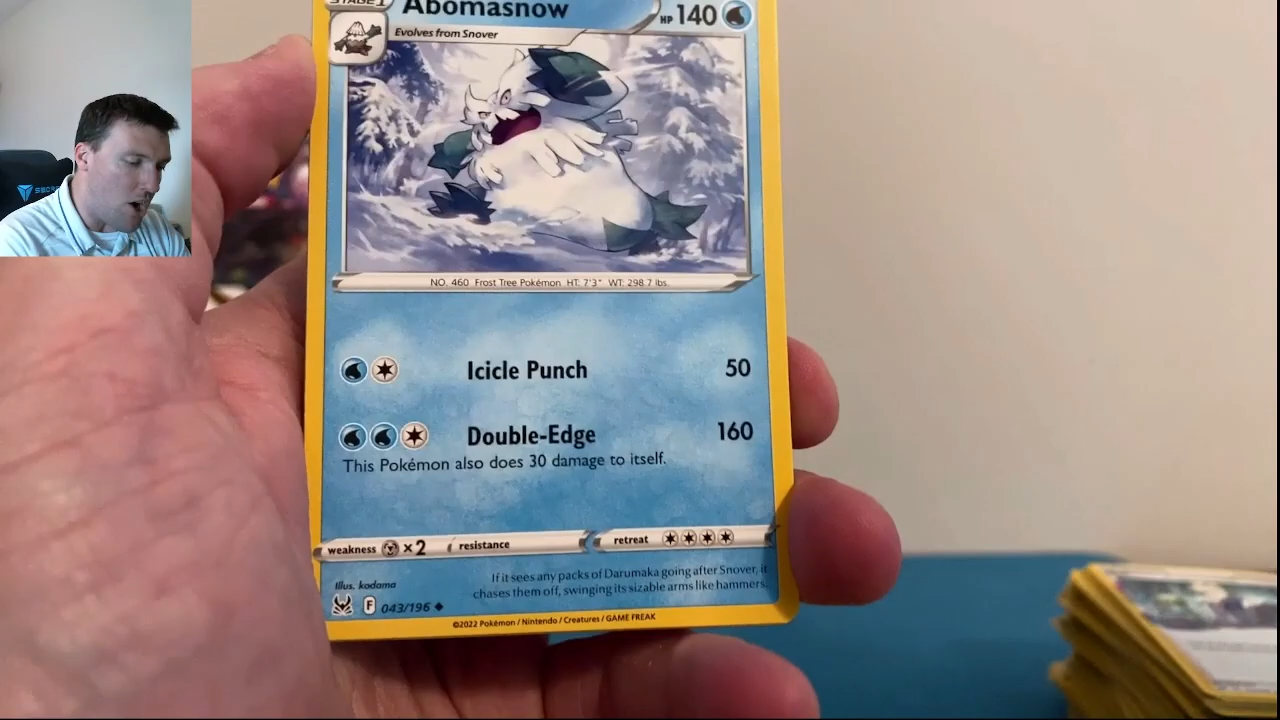 STAGE 1
Abomasnow
HP 140
Evolves from Snover
NO. 460 Frost Tree Pokémon HT: 7'3" WT: 298.7 lbs.
Icicle Punch 50
Double-Edge 160
This Pokémon also does 30 damage to itself.
weakness ×2 resistance retreat
If it sees any packs of Darumaka going after Snover, it
chases them off, swinging its sizable arms like hammers.
Illus. kodama
F 043/196
©2022 Pokémon / Nintendo / Creatures / GAME FREAK